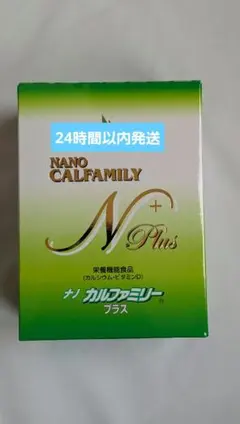 24時間以内発送
NANO
CALFAMILY
N+
Plus
栄養機能食品
(カルシウム・ビタミンD)
ナノ カルファミリー®
プラス